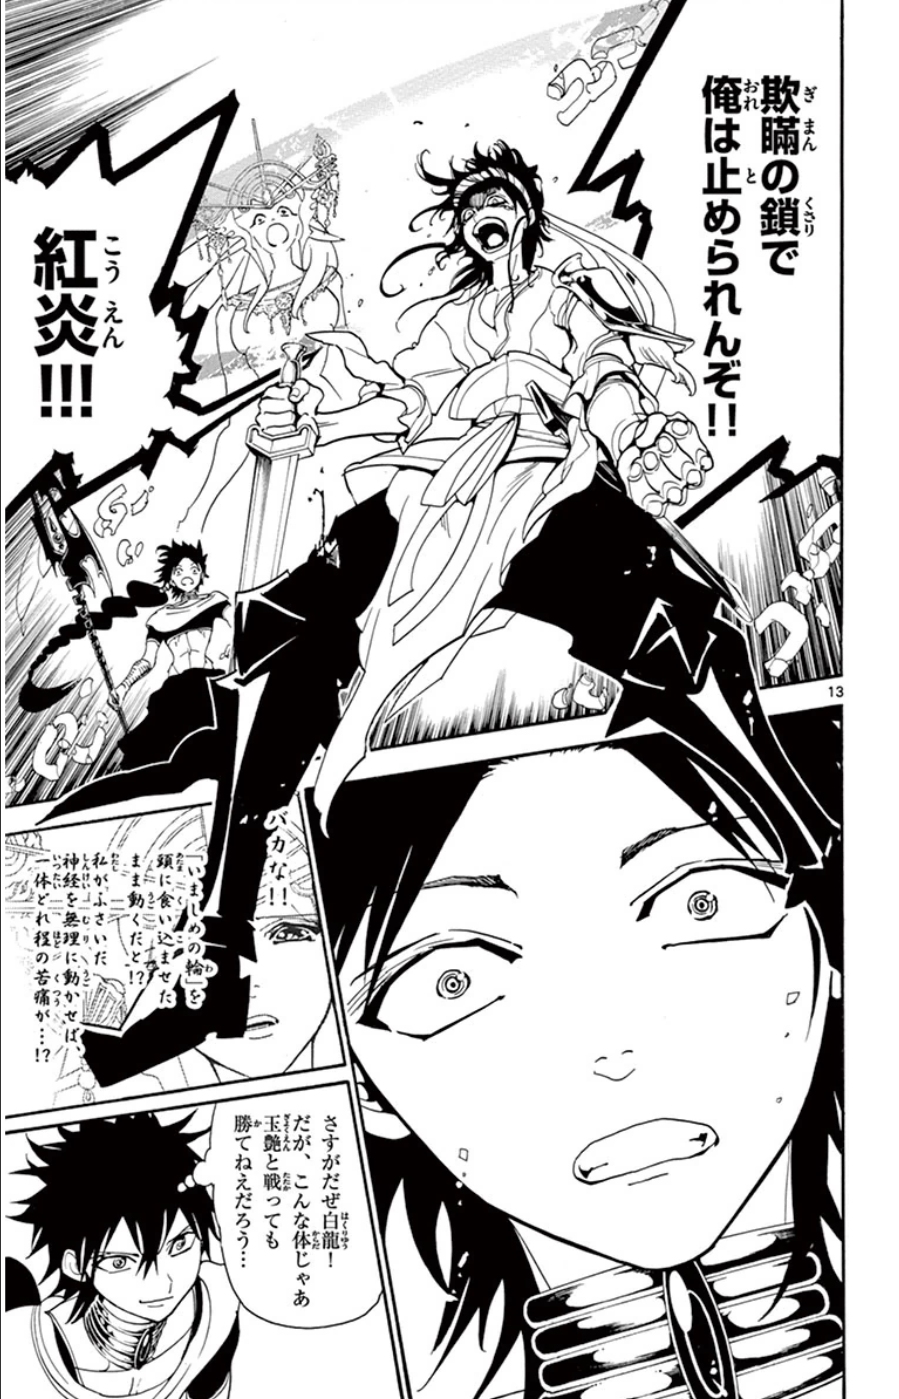 欺瞞の鎖で
俺は止められんぞ!!
紅炎!!!
13
バカな!!
「いましめの輪」を
頭に食い込ませた
まま動くだと!?
私がふさいだ
神経を無理に動かせば、
一体どれ程の苦痛が…!?
さすがだぜ白龍!
だが、こんな体じゃあ
玉艶と戦っても
勝てねえだろう…